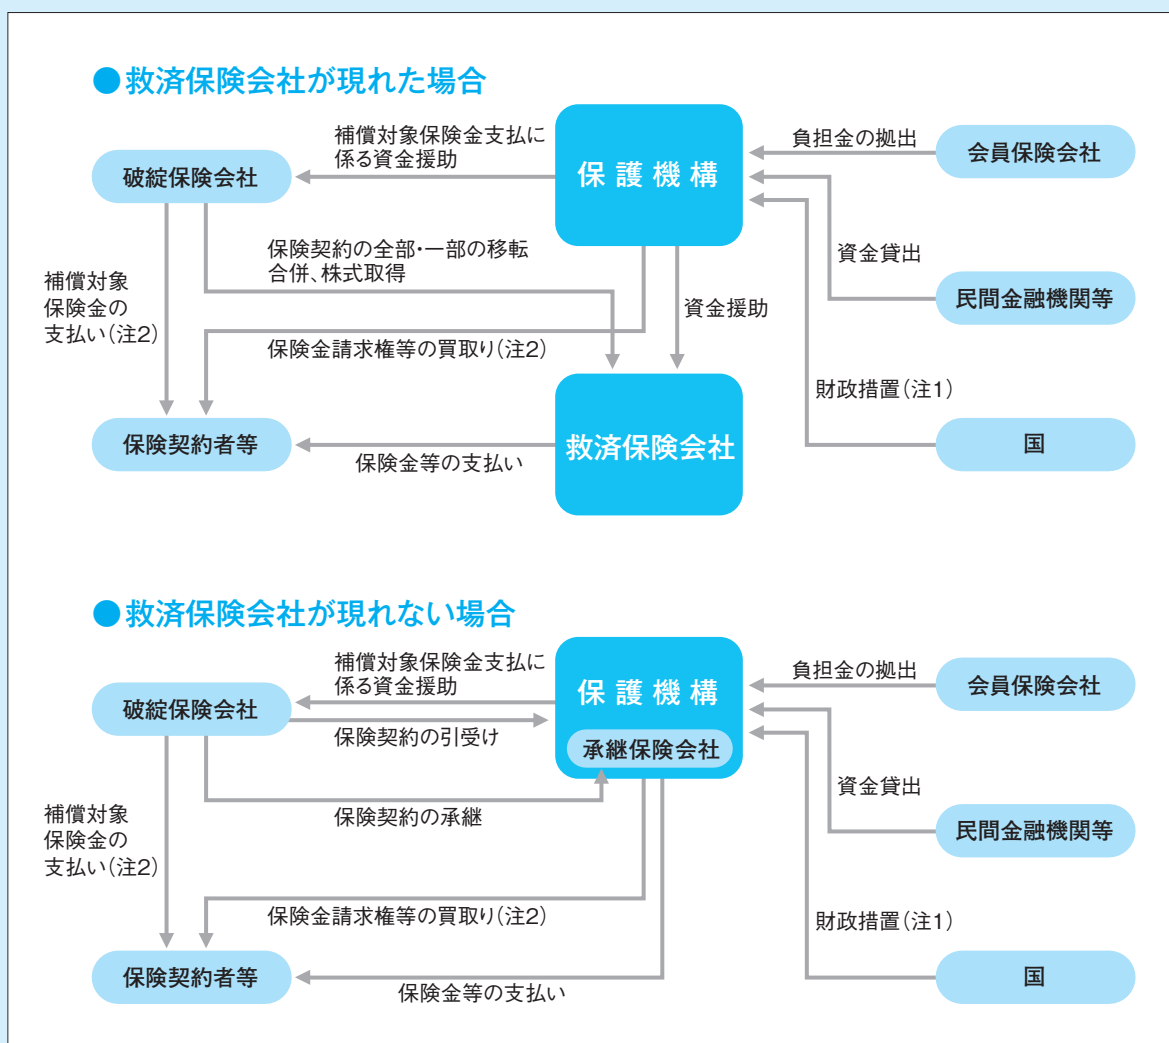 ●救済保険会社が現れた場合
補償対象保険金支払に
係る資金援助
破綻保険会社
保護機構
負担金の拠出
会員保険会社
保険契約の全部・一部の移転
合併、株式取得
補償対象
保険金の
支払い(注2)
資金援助
資金貸出
民間金融機関等
保険金請求権等の買取り(注2)
財政措置(注1)
保険契約者等
保険金等の支払い
救済保険会社
国
●救済保険会社が現れない場合
補償対象保険金支払に
係る資金援助
破綻保険会社
保険契約の引受け
保護機構
承継保険会社
負担金の拠出
会員保険会社
保険契約の承継
補償対象
保険金の
支払い(注2)
資金貸出
民間金融機関等
保険金請求権等の買取り(注2)
財政措置(注1)
保険契約者等
保険金等の支払い
国